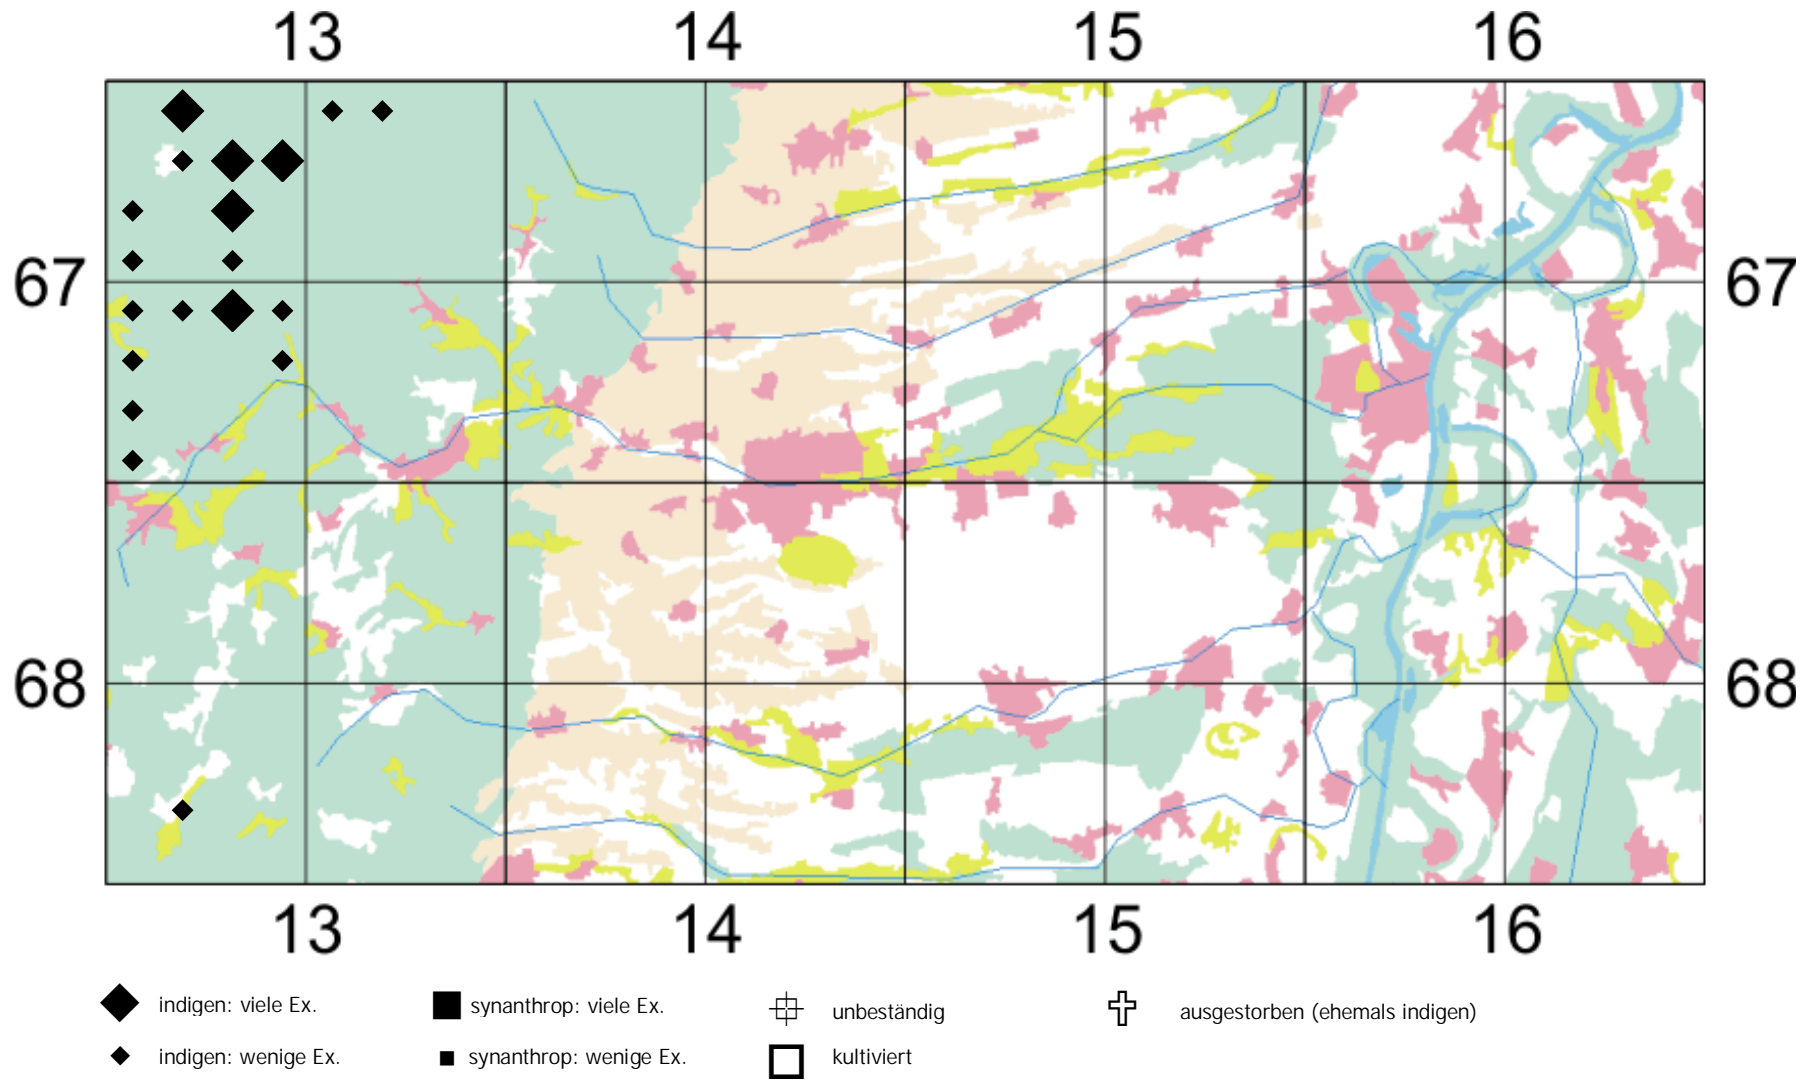 13 14 15 16
67 67
68 68
13 14 15 16
indigen: viele Ex. synanthrop: viele Ex. unbeständig ausgestorben (ehemals indigen)
indigen: wenige Ex. synanthrop: wenige Ex. kultiviert